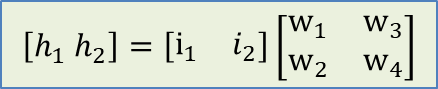 [h₁ h₂] = [i₁ i₂] [w₁ w₃
w₂ w₄]